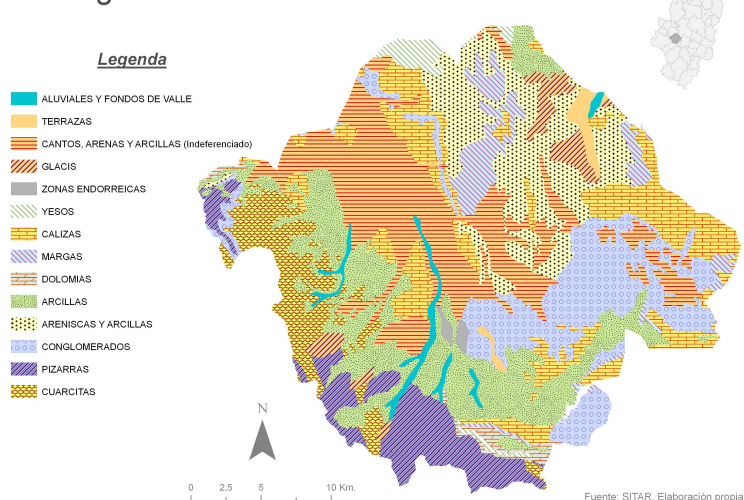 Legenda
ALUVIALES Y FONDOS DE VALLE
TERRAZAS
CANTOS, ARENAS Y ARCILLAS (Indeferenciado)
GLACIS
ZONAS ENDORREICAS
YESOS
CALIZAS
MARGAS
DOLOMIAS
ARCILLAS
ARENISCAS Y ARCILLAS
CONGLOMERADOS
PIZARRAS
CUARCITAS
N
0 2,5 5 10 Km.
Fuente: SITAR. Elaboración propia